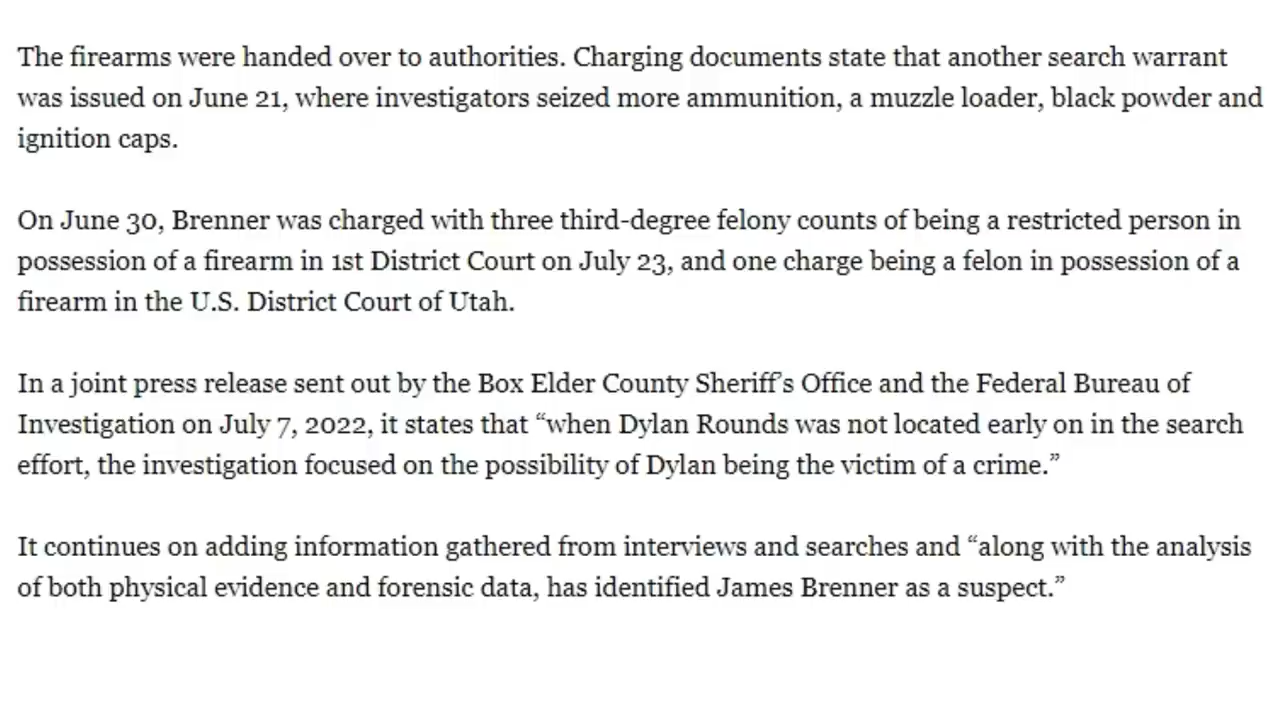 The firearms were handed over to authorities. Charging documents state that another search warrant
was issued on June 21, where investigators seized more ammunition, a muzzle loader, black powder and
ignition caps.
On June 30, Brenner was charged with three third-degree felony counts of being a restricted person in
possession of a firearm in 1st District Court on July 23, and one charge being a felon in possession of a
firearm in the U.S. District Court of Utah.
In a joint press release sent out by the Box Elder County Sheriff’s Office and the Federal Bureau of
Investigation on July 7, 2022, it states that “when Dylan Rounds was not located early on in the search
effort, the investigation focused on the possibility of Dylan being the victim of a crime.”
It continues on adding information gathered from interviews and searches and “along with the analysis
of both physical evidence and forensic data, has identified James Brenner as a suspect.”